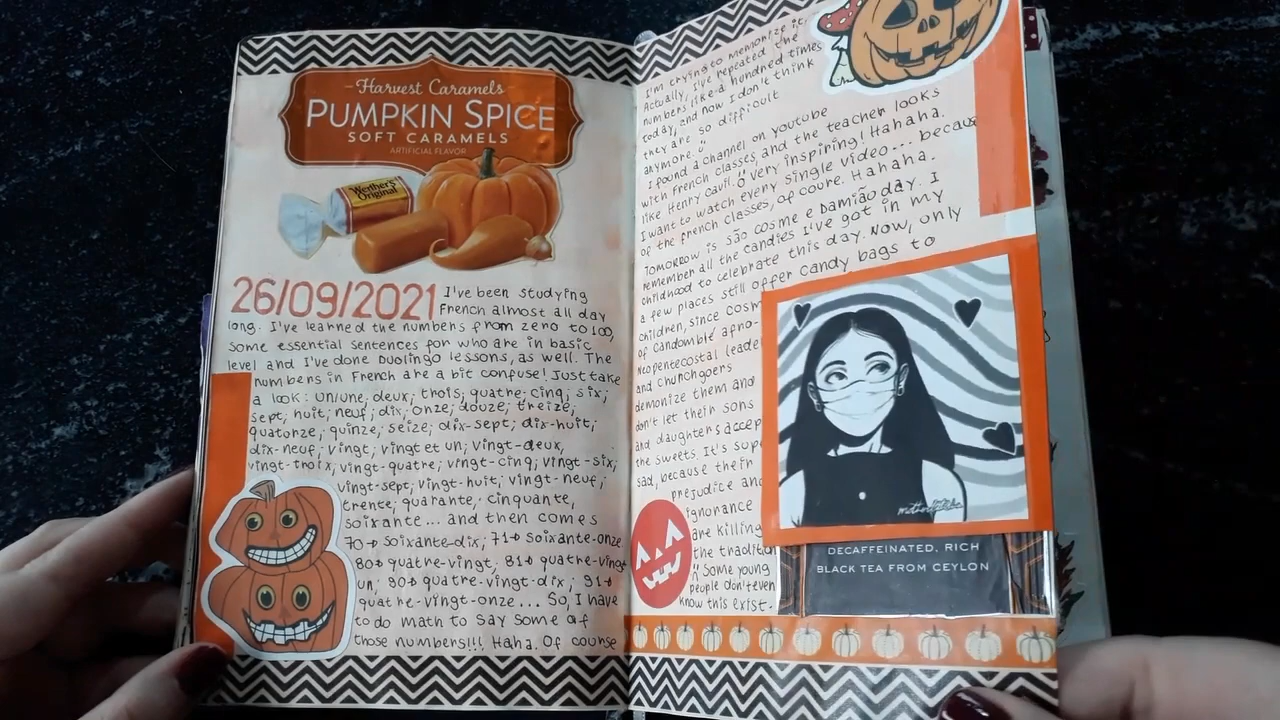 Harvest Caramels
PUMPKIN SPICE
SOFT CARAMELS
ARTIFICIAL FLAVOR
Werther's
Original
26/09/2021 I've been studying
French almost all day
long. I've learned the numbers from zero to 100,
some essential sentences for who are in basic
level and I've done Duolingo lessons, as well. The
numbers in French are a bit confuse! Just take
a look: un/une, deux; trois; quatre; cinq; six;
sept; huit; neuf; dix; onze; douze; treize;
quatorze; quinze; seize; dix-sept; dix-huit;
dix-neuf; vingt; vingt et un; vingt-deux,
vingt-troix, vingt-quatre; vingt-cinq; vingt-six;
vingt-sept; vingt-huit; vingt-neuf;
trente; quarante; cinquante,
soixante... and then comes
70→ soixante-dix; 71→ soixante-onze
80→ quatre-vingt; 81→ quatre-vingt
un; 90→ quatre-vingt-dix; 91→
quatre-vingt-onze... So, I have
to do math to say some of
those numbers!!! Haha. Of course
I'm trying to memorize it.
Actually, I've repeated the
numbers like a hundred times
today, and now I don't think
they are so difficult
anymore.
I found a channel on youtube
with French classes, and the teacher looks
like Henry Cavil. Very inspiring! Hahaha.
I want to watch every single video... because
of the french classes, of coure. Hahaha.
Tomorrow is São Cosme e Damião day. I
remember all the candies I've got in my
childhood to celebrate this day. Now, only
a few places still offer candy bags to
children, since Cosm
of Candomblé afro-
Neopentecostal leade
and churchgoers
demonize them and
don't let their sons
and daughters accep
the sweets. It's supe
sad, because their
prejudice and
ignorance
are killing
the tradition
Some young
people don't even
know this exist.
DECAFFEINATED, RICH
BLACK TEA FROM CEYLON